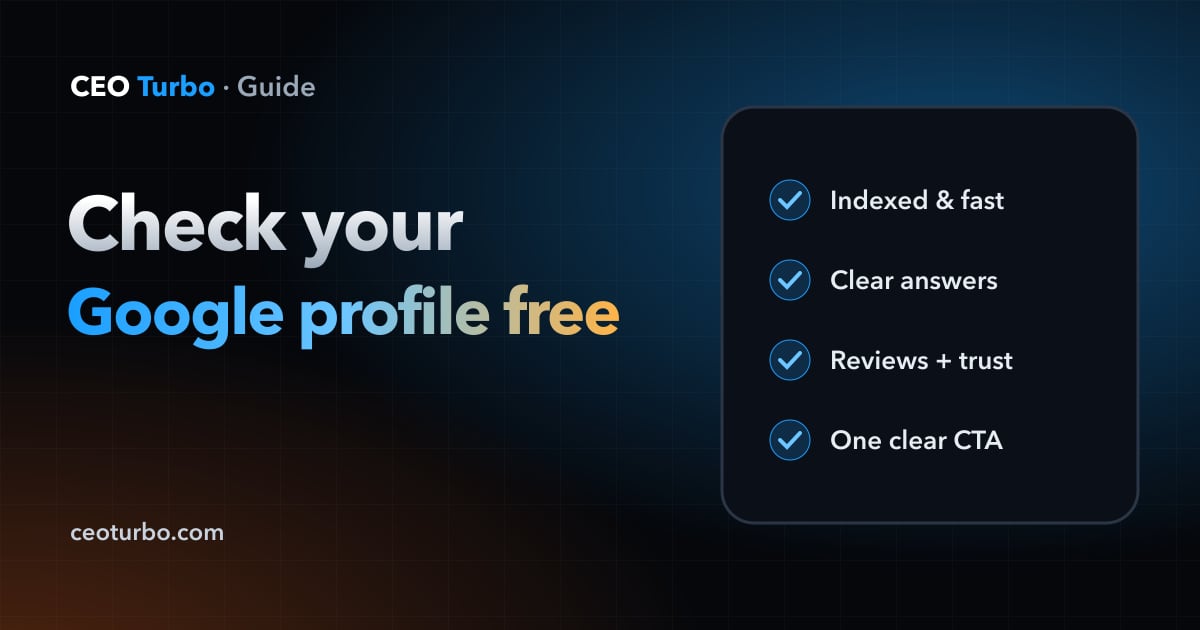 CEO Turbo · Guide
Check your
Google profile free
ceoturbo.com
Indexed & fast
Clear answers
Reviews + trust
One clear CTA